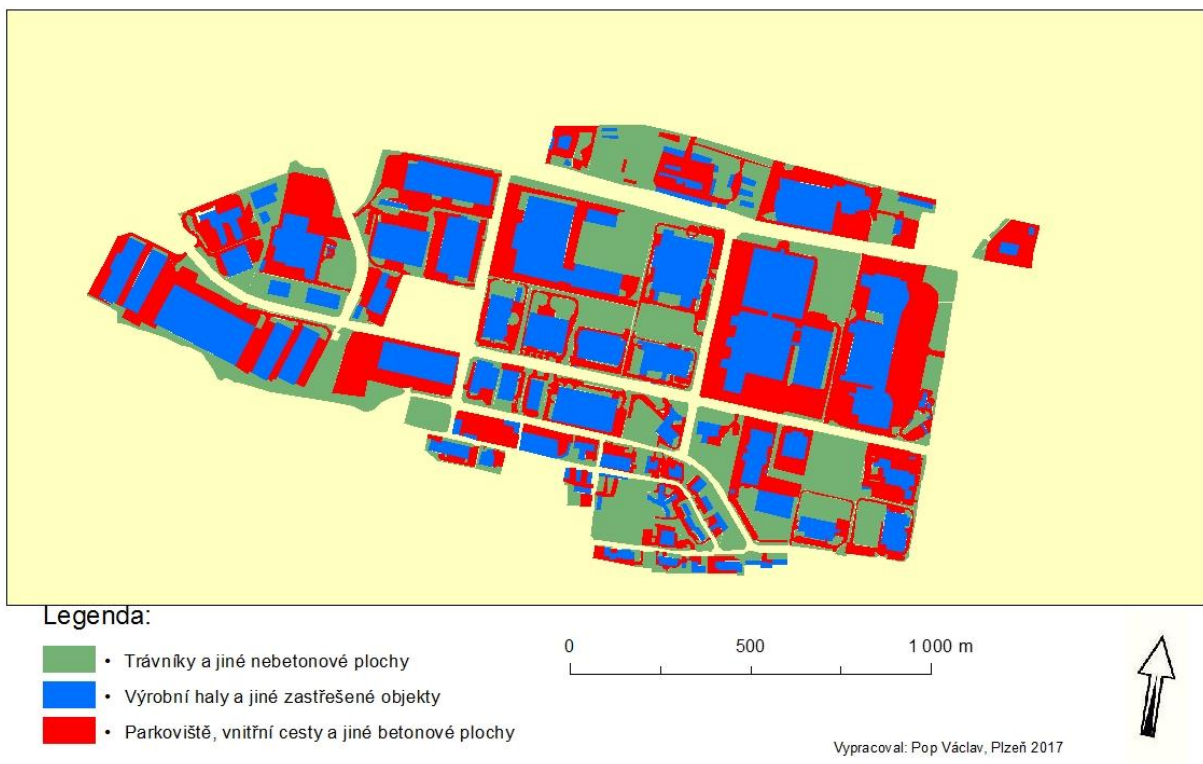 Legenda:
• Trávníky a jiné nebetonové plochy
• Výrobní haly a jiné zastřešené objekty
• Parkoviště, vnitřní cesty a jiné betonové plochy
0 500 1 000 m
Vypracoval: Pop Václav, Plzeň 2017